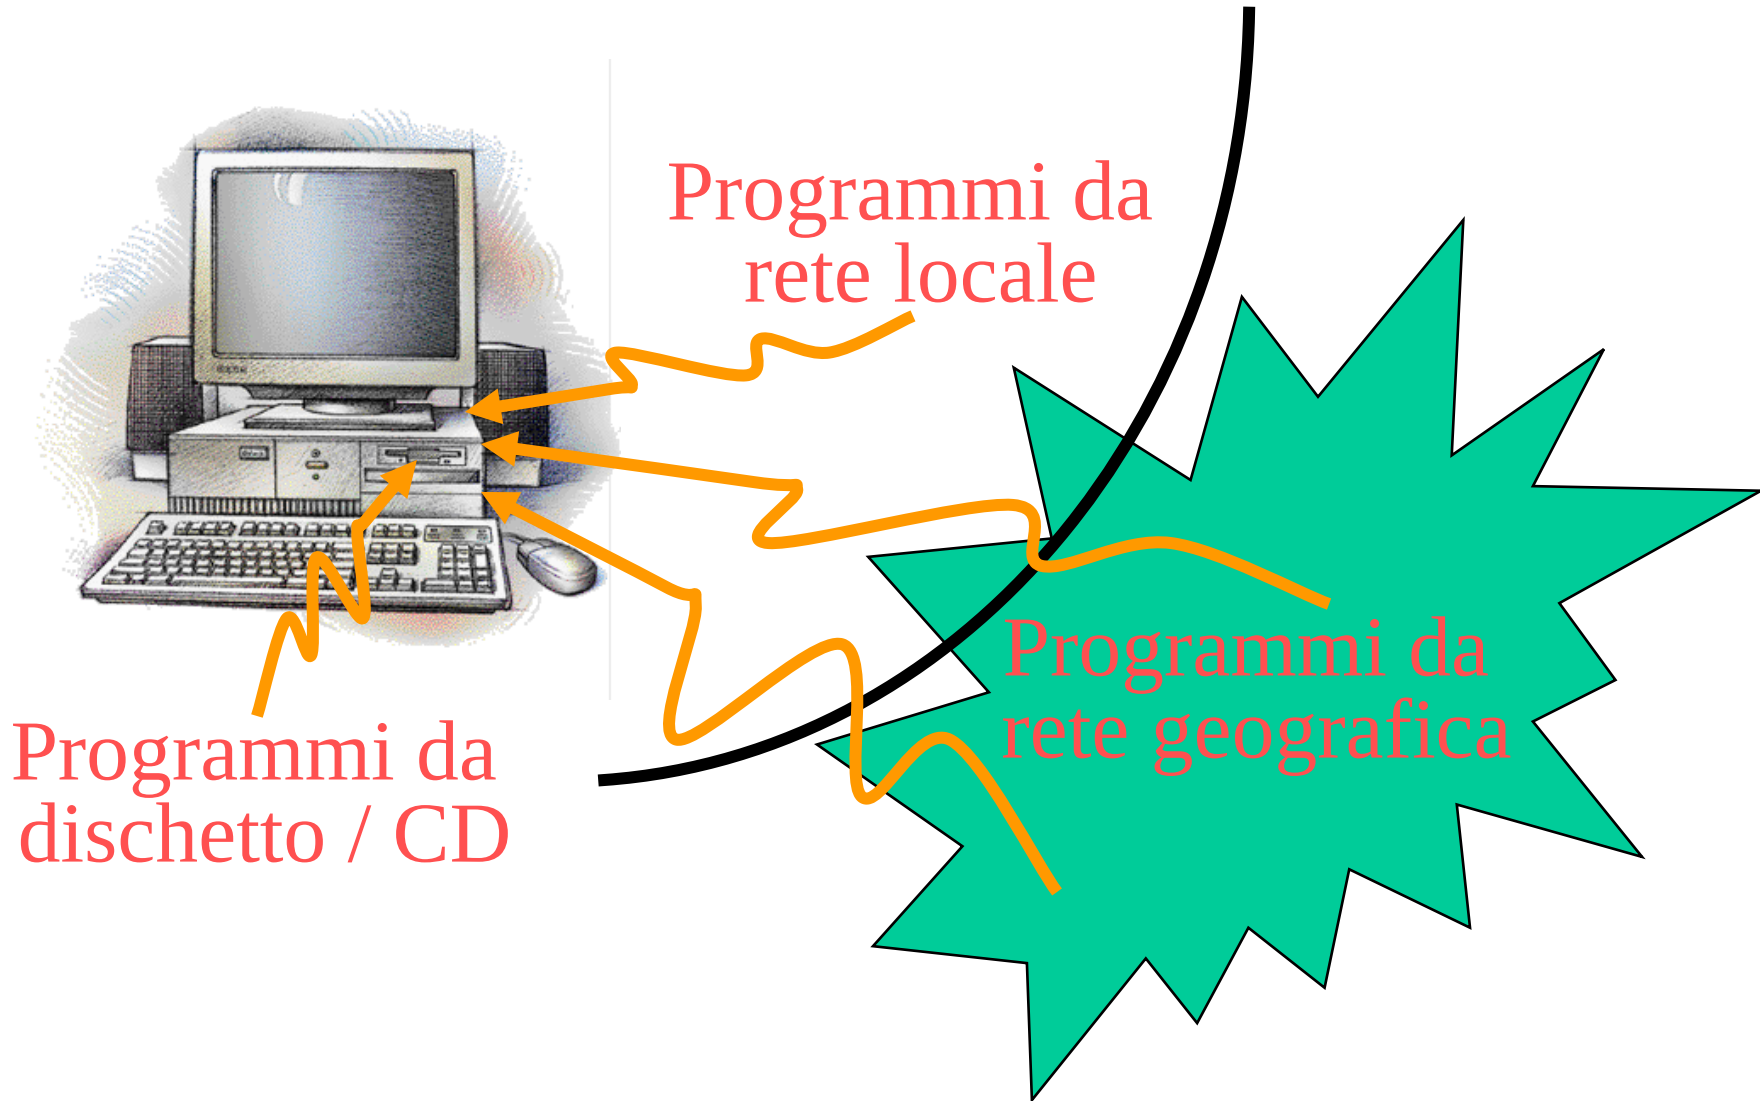 Programmi da
rete locale
Programmi da
rete geografica
Programmi da
dischetto / CD